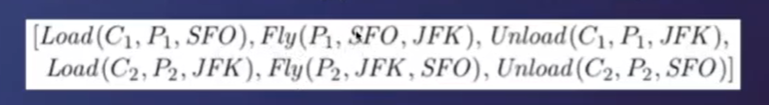 [Load(C₁, P₁, SFO), Fly(P₁, SFO, JFK), Unload(C₁, P₁, JFK),
Load(C₂, P₂, JFK), Fly(P₂, JFK, SFO), Unload(C₂, P₂, SFO)]